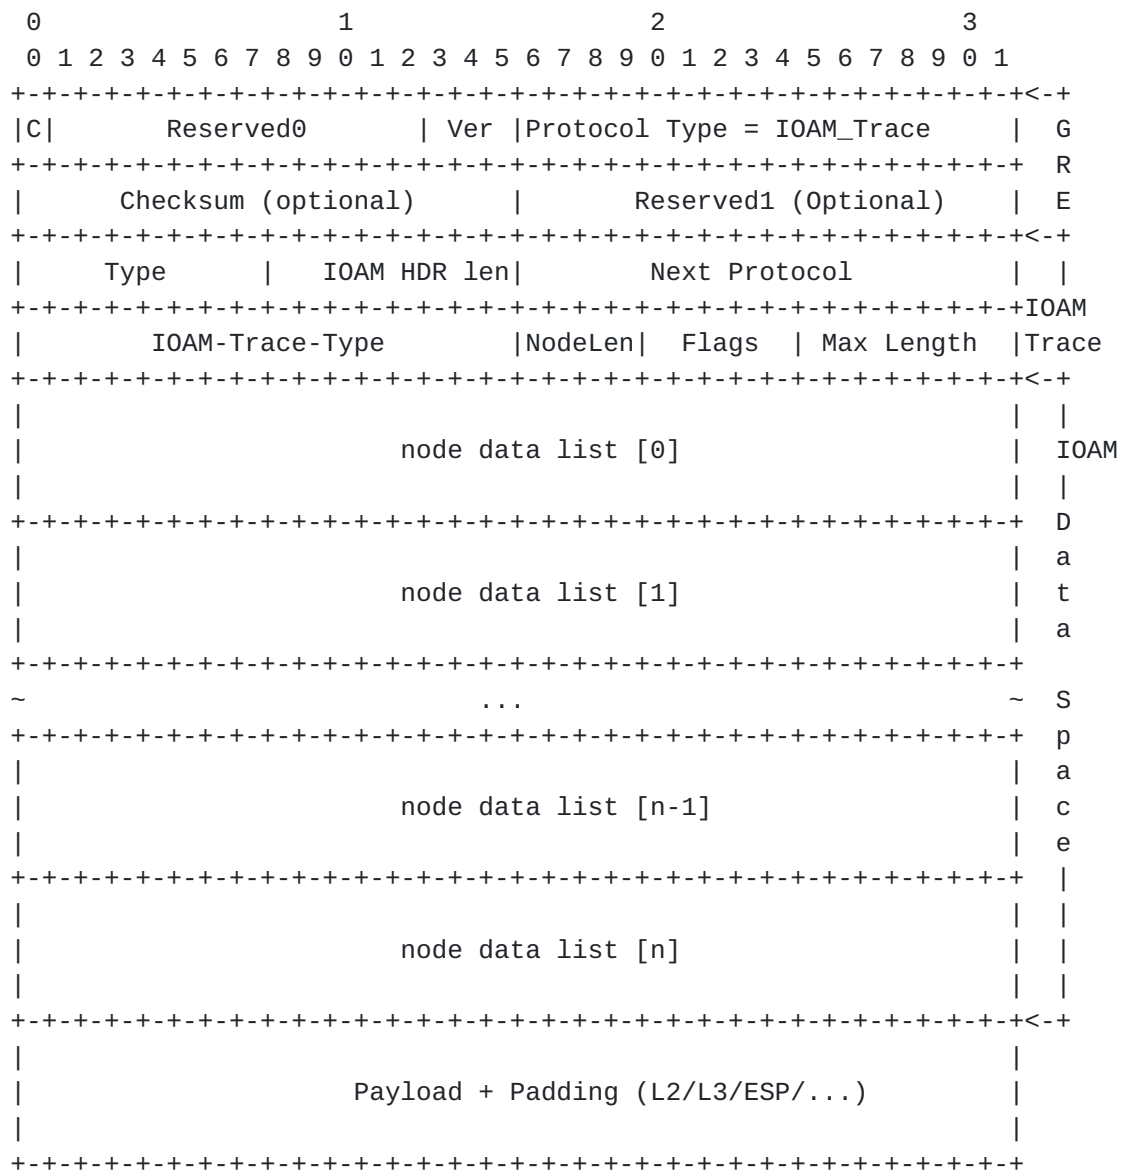 0                   1                   2                   3
 0 1 2 3 4 5 6 7 8 9 0 1 2 3 4 5 6 7 8 9 0 1 2 3 4 5 6 7 8 9 0 1
+-+-+-+-+-+-+-+-+-+-+-+-+-+-+-+-+-+-+-+-+-+-+-+-+-+-+-+-+-+-+-+-+<-+
|C|       Reserved0       | Ver |Protocol Type = IOAM_Trace     |  G
+-+-+-+-+-+-+-+-+-+-+-+-+-+-+-+-+-+-+-+-+-+-+-+-+-+-+-+-+-+-+-+-+  R
|      Checksum (optional)      |       Reserved1 (Optional)    |  E
+-+-+-+-+-+-+-+-+-+-+-+-+-+-+-+-+-+-+-+-+-+-+-+-+-+-+-+-+-+-+-+-+<-+
|     Type      |   IOAM HDR len|        Next Protocol          |  |
+-+-+-+-+-+-+-+-+-+-+-+-+-+-+-+-+-+-+-+-+-+-+-+-+-+-+-+-+-+-+-+-+IOAM
|        IOAM-Trace-Type        |NodeLen|  Flags  | Max Length  |Trace
+-+-+-+-+-+-+-+-+-+-+-+-+-+-+-+-+-+-+-+-+-+-+-+-+-+-+-+-+-+-+-+-+<-+
|                                                               |  |
|                        node data list [0]                     |  IOAM
|                                                               |  |
+-+-+-+-+-+-+-+-+-+-+-+-+-+-+-+-+-+-+-+-+-+-+-+-+-+-+-+-+-+-+-+-+  D
|                                                               |  a
|                        node data list [1]                     |  t
|                                                               |  a
+-+-+-+-+-+-+-+-+-+-+-+-+-+-+-+-+-+-+-+-+-+-+-+-+-+-+-+-+-+-+-+-+
~                             ...                               ~  S
+-+-+-+-+-+-+-+-+-+-+-+-+-+-+-+-+-+-+-+-+-+-+-+-+-+-+-+-+-+-+-+-+  p
|                                                               |  a
|                        node data list [n-1]                   |  c
|                                                               |  e
+-+-+-+-+-+-+-+-+-+-+-+-+-+-+-+-+-+-+-+-+-+-+-+-+-+-+-+-+-+-+-+-+  |
|                                                               |  |
|                        node data list [n]                     |  |
|                                                               |  |
+-+-+-+-+-+-+-+-+-+-+-+-+-+-+-+-+-+-+-+-+-+-+-+-+-+-+-+-+-+-+-+-+<-+
|                                                               |
|                     Payload + Padding (L2/L3/ESP/...)         |
|                                                               |
+-+-+-+-+-+-+-+-+-+-+-+-+-+-+-+-+-+-+-+-+-+-+-+-+-+-+-+-+-+-+-+-+